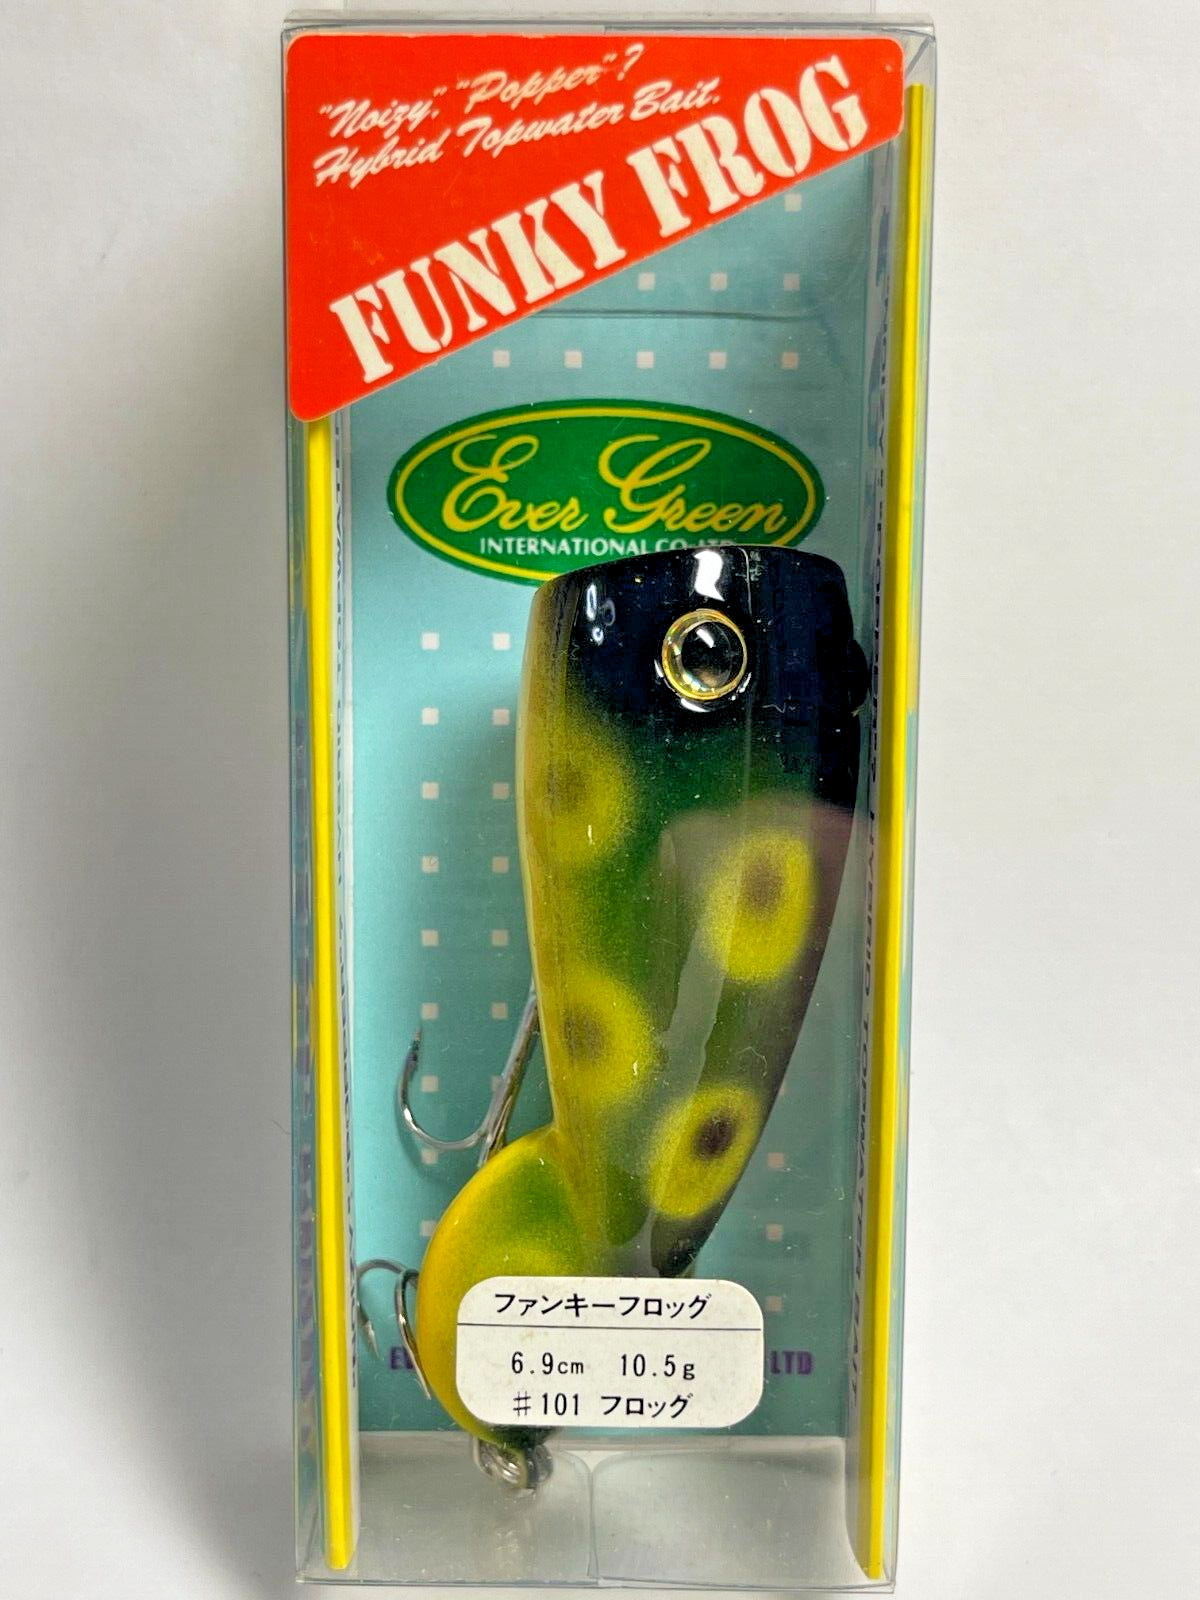 "Noizy," "Popper"?
Hybrid Topwater Bait.
FUNKY FROG
Ever Green
INTERNATIONAL CO.,LTD.
ファンキーフロッグ
6.9cm 10.5g
#101 フロッグ
LTD